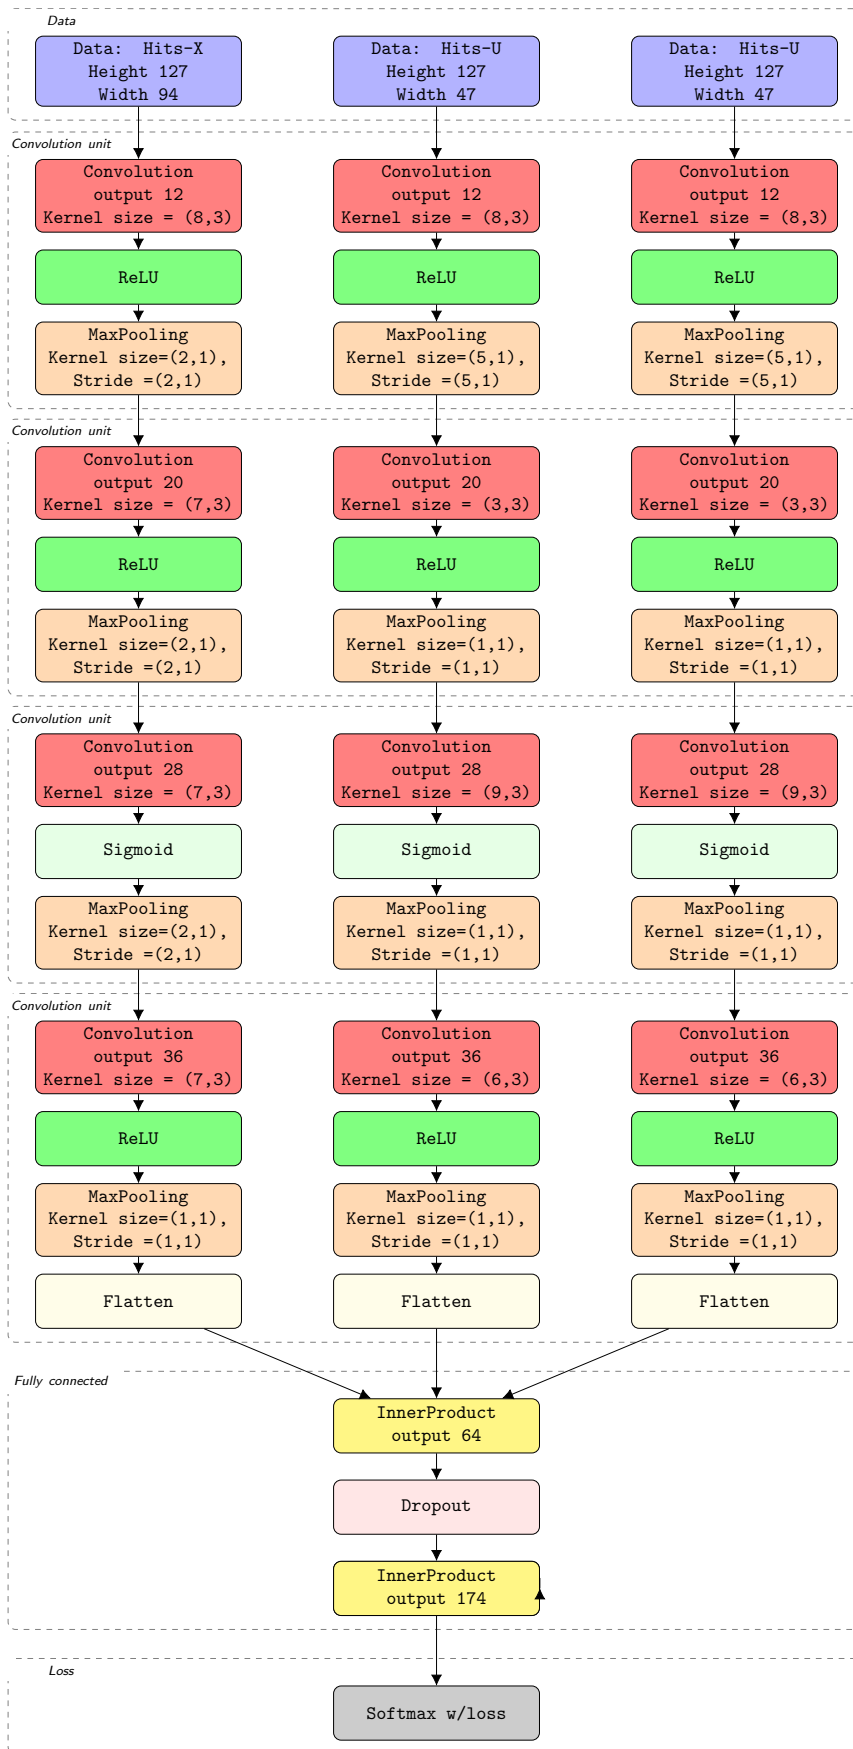 Data
Data:  Hits-X
Height 127
Width 94
Data:  Hits-U
Height 127
Width 47
Data:  Hits-U
Height 127
Width 47
Convolution unit
Convolution
output 12
Kernel size = (8,3)
Convolution
output 12
Kernel size = (8,3)
Convolution
output 12
Kernel size = (8,3)
ReLU
ReLU
ReLU
MaxPooling
Kernel size=(2,1),
Stride =(2,1)
MaxPooling
Kernel size=(5,1),
Stride =(5,1)
MaxPooling
Kernel size=(5,1),
Stride =(5,1)
Convolution unit
Convolution
output 20
Kernel size = (7,3)
Convolution
output 20
Kernel size = (3,3)
Convolution
output 20
Kernel size = (3,3)
ReLU
ReLU
ReLU
MaxPooling
Kernel size=(2,1),
Stride =(2,1)
MaxPooling
Kernel size=(1,1),
Stride =(1,1)
MaxPooling
Kernel size=(1,1),
Stride =(1,1)
Convolution unit
Convolution
output 28
Kernel size = (7,3)
Convolution
output 28
Kernel size = (9,3)
Convolution
output 28
Kernel size = (9,3)
Sigmoid
Sigmoid
Sigmoid
MaxPooling
Kernel size=(2,1),
Stride =(2,1)
MaxPooling
Kernel size=(1,1),
Stride =(1,1)
MaxPooling
Kernel size=(1,1),
Stride =(1,1)
Convolution unit
Convolution
output 36
Kernel size = (7,3)
Convolution
output 36
Kernel size = (6,3)
Convolution
output 36
Kernel size = (6,3)
ReLU
ReLU
ReLU
MaxPooling
Kernel size=(1,1),
Stride =(1,1)
MaxPooling
Kernel size=(1,1),
Stride =(1,1)
MaxPooling
Kernel size=(1,1),
Stride =(1,1)
Flatten
Flatten
Flatten
Fully connected
InnerProduct
output 64
Dropout
InnerProduct
output 174
Loss
Softmax w/loss